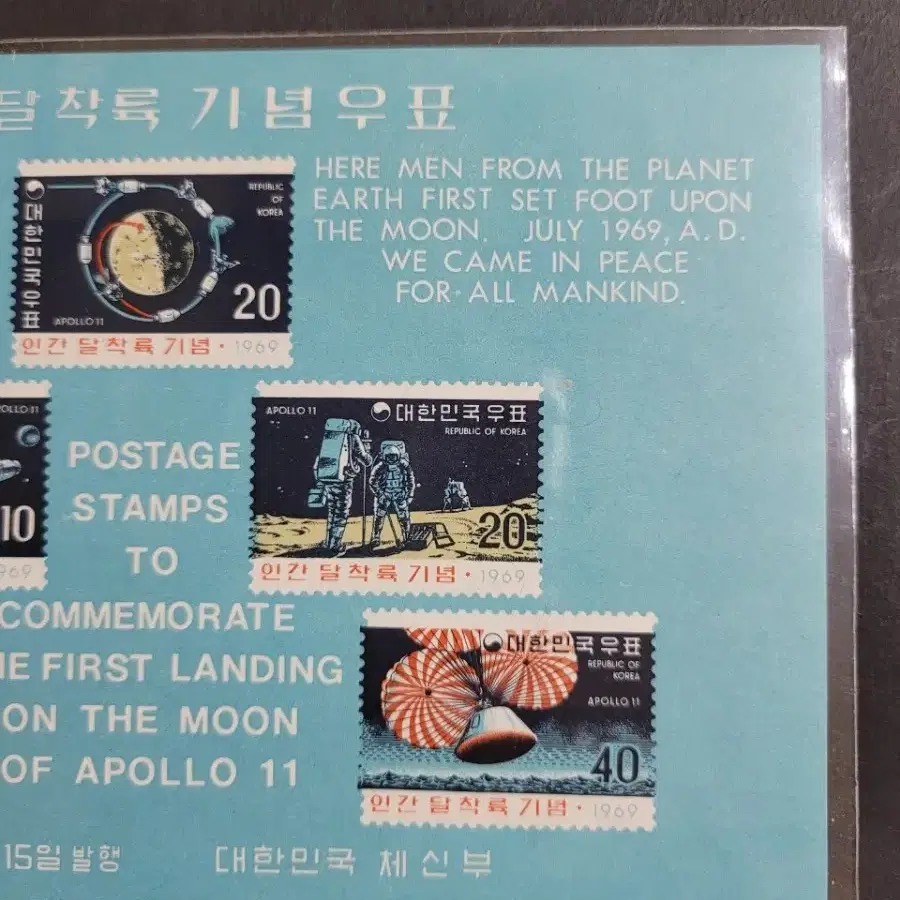 달착륙 기념우표
HERE MEN FROM THE PLANET
EARTH FIRST SET FOOT UPON
THE MOON. JULY 1969, A.D.
WE CAME IN PEACE
FOR ALL MANKIND.
대한민국우표
REPUBLIC
OF
KOREA
APOLLO 11
20
인간 달착륙 기념 · 1969
10
POSTAGE
STAMPS
TO
COMMEMORATE
FIRST LANDING
ON THE MOON
OF APOLLO 11
APOLLO 11
대한민국우표
REPUBLIC OF KOREA
20
인간 달착륙 기념 · 1969
대한민국우표
REPUBLIC OF
KOREA
APOLLO 11
40
인간 달착륙 기념 · 1969
15일 발행 대한민국 체신부